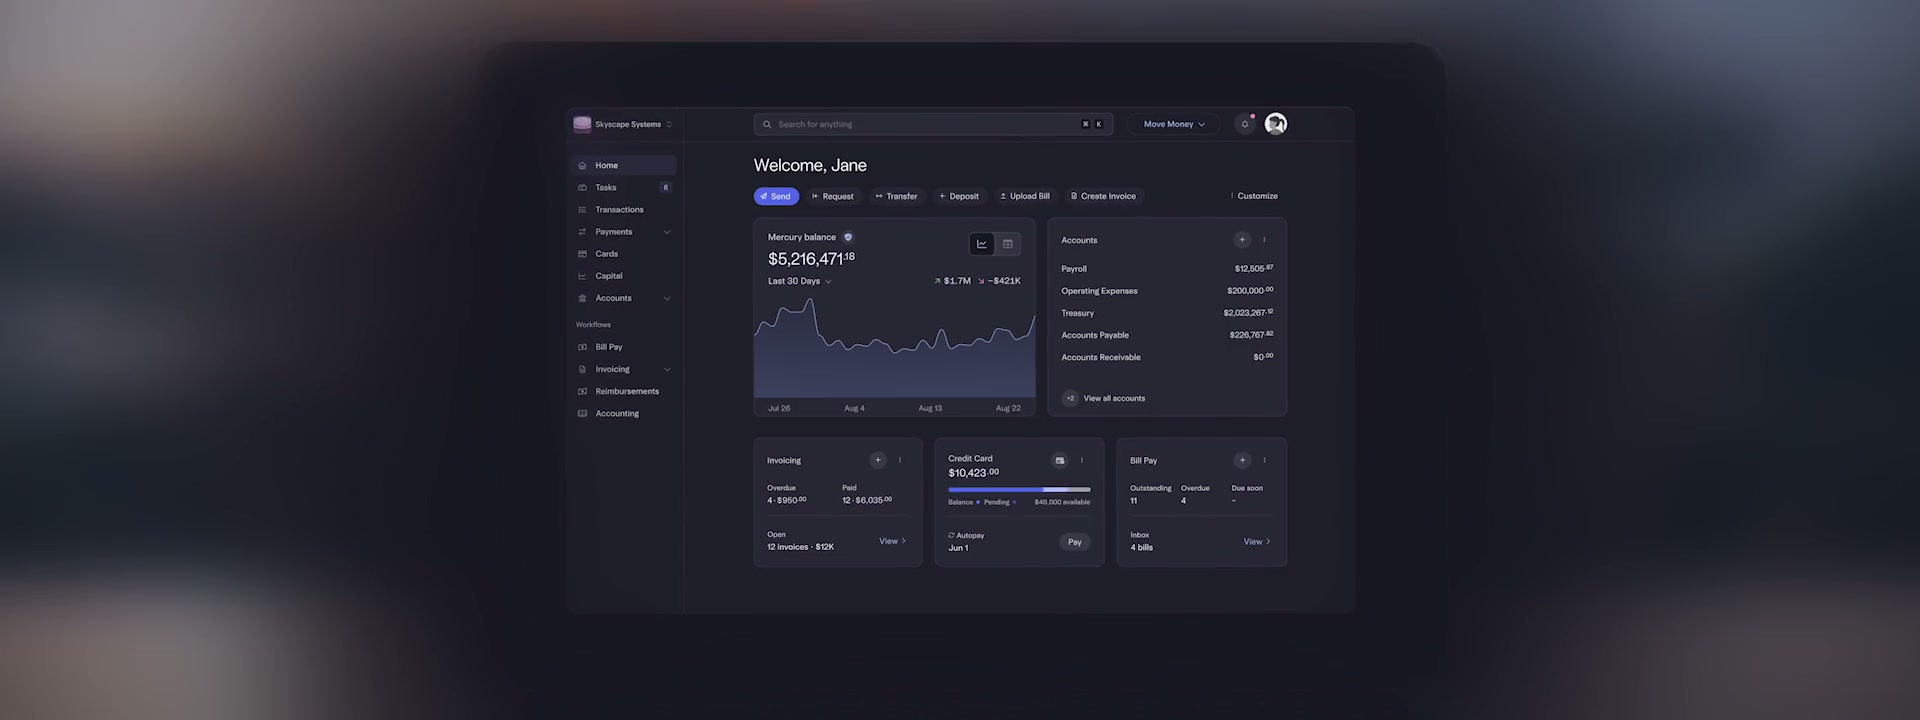 Skyscape Systems
Search for anything
⌘ K
Move Money
Home
Tasks 6
Transactions
Payments
Cards
Capital
Accounts
Workflows
Bill Pay
Invoicing
Reimbursements
Accounting
Welcome, Jane
Send
Request
Transfer
Deposit
Upload Bill
Create Invoice
Customize
Mercury balance
$5,216,471.18
Last 30 Days
$1.7M
−$421K
Jul 26
Aug 4
Aug 13
Aug 22
Accounts
Payroll $12,505.67
Operating Expenses $200,000.00
Treasury $2,023,267.12
Accounts Payable $226,767.82
Accounts Receivable $0.00
+2 View all accounts
Invoicing
Overdue
4 · $950.00
Paid
12 · $6,035.00
Open
12 invoices · $12K
View
Credit Card
$10,423.00
Balance Pending $40,000 available
Autopay
Jun 1
Pay
Bill Pay
Outstanding
11
Overdue
4
Due soon
–
Inbox
4 bills
View